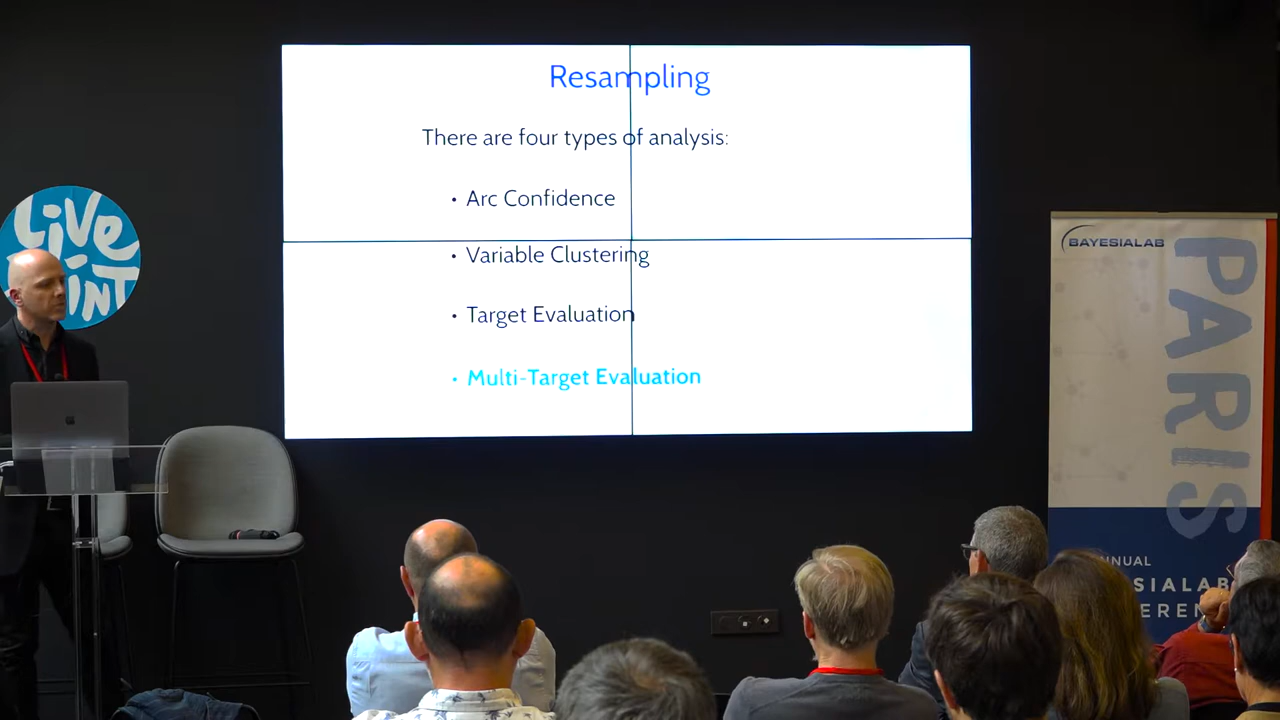 Resampling
There are four types of analysis:
• Arc Confidence
• Variable Clustering
• Target Evaluation
• Multi-Target Evaluation
Live
PiNT
BAYESIALAB
PARIS